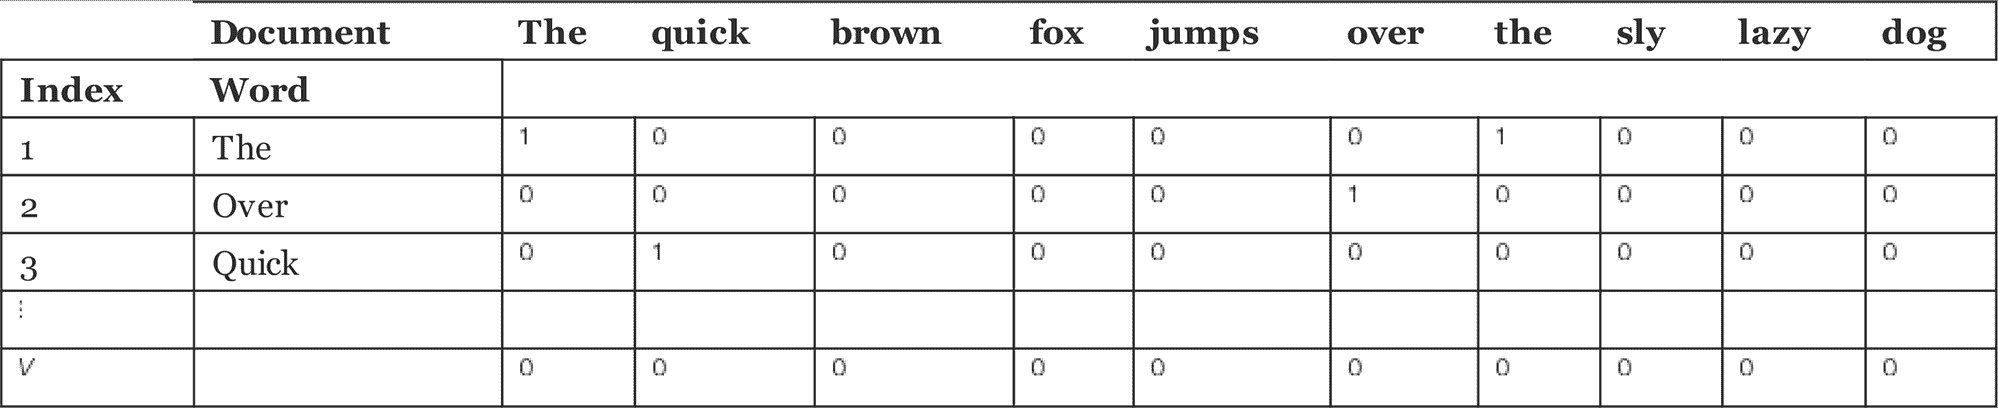 Document The quick brown fox jumps over the sly lazy dog
Index Word
1 The 1 0 0 0 0 0 1 0 0 0
2 Over 0 0 0 0 0 1 0 0 0 0
3 Quick 0 1 0 0 0 0 0 0 0 0
⋮
V 0 0 0 0 0 0 0 0 0 0